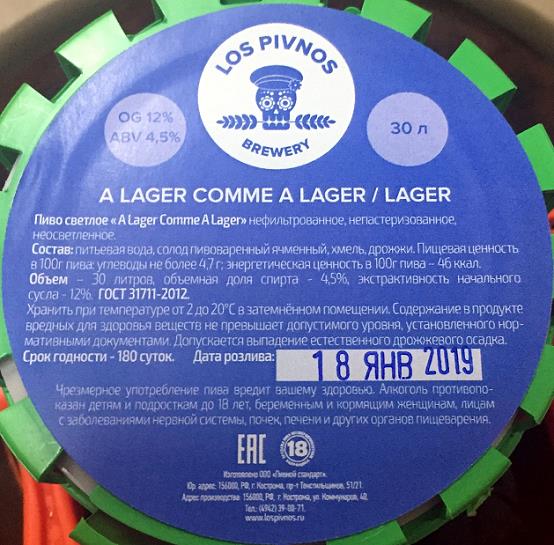 LOS PIVNOS
BREWERY
OG 12%
ABV 4,5%
30 л
A LAGER COMME A LAGER / LAGER
Пиво светлое «A Lager Comme A Lager» нефильтрованное, непастеризованное,
неосветленное.
Состав: питьевая вода, солод пивоваренный ячменный, хмель, дрожжи. Пищевая ценность
в 100г пива: углеводы не более 4,7 г; энергетическая ценность в 100г пива – 46 ккал.
Объем – 30 литров, объемная доля спирта - 4,5%, экстрактивность начального
сусла - 12%. ГОСТ 31711-2012.
Хранить при температуре от 2 до 20°С в затемнённом помещении. Содержание в продукте
вредных для здоровья веществ не превышает допустимого уровня, установленного нор-
мативными документами. Допускается выпадение естественного дрожжевого осадка.
Срок годности - 180 суток. Дата розлива: 18 ЯНВ 2019
Чрезмерное употребление пива вредит вашему здоровью. Алкоголь противопо-
казан детям и подросткам до 18 лет, беременным и кормящим женщинам, лицам
с заболеваниями нервной системы, почек, печени и других органов пищеварения.
EAC 18
Изготовлено ООО «Пивной стандарт».
Юр. адрес: 156000, РФ, г. Кострома, пр-т Текстильщиков, 51/21.
Адрес производства: 156000, РФ, г. Кострома, ул. Коммунаров, 40.
Тел.: (4942) 39-00-71.
www.lospivnos.ru